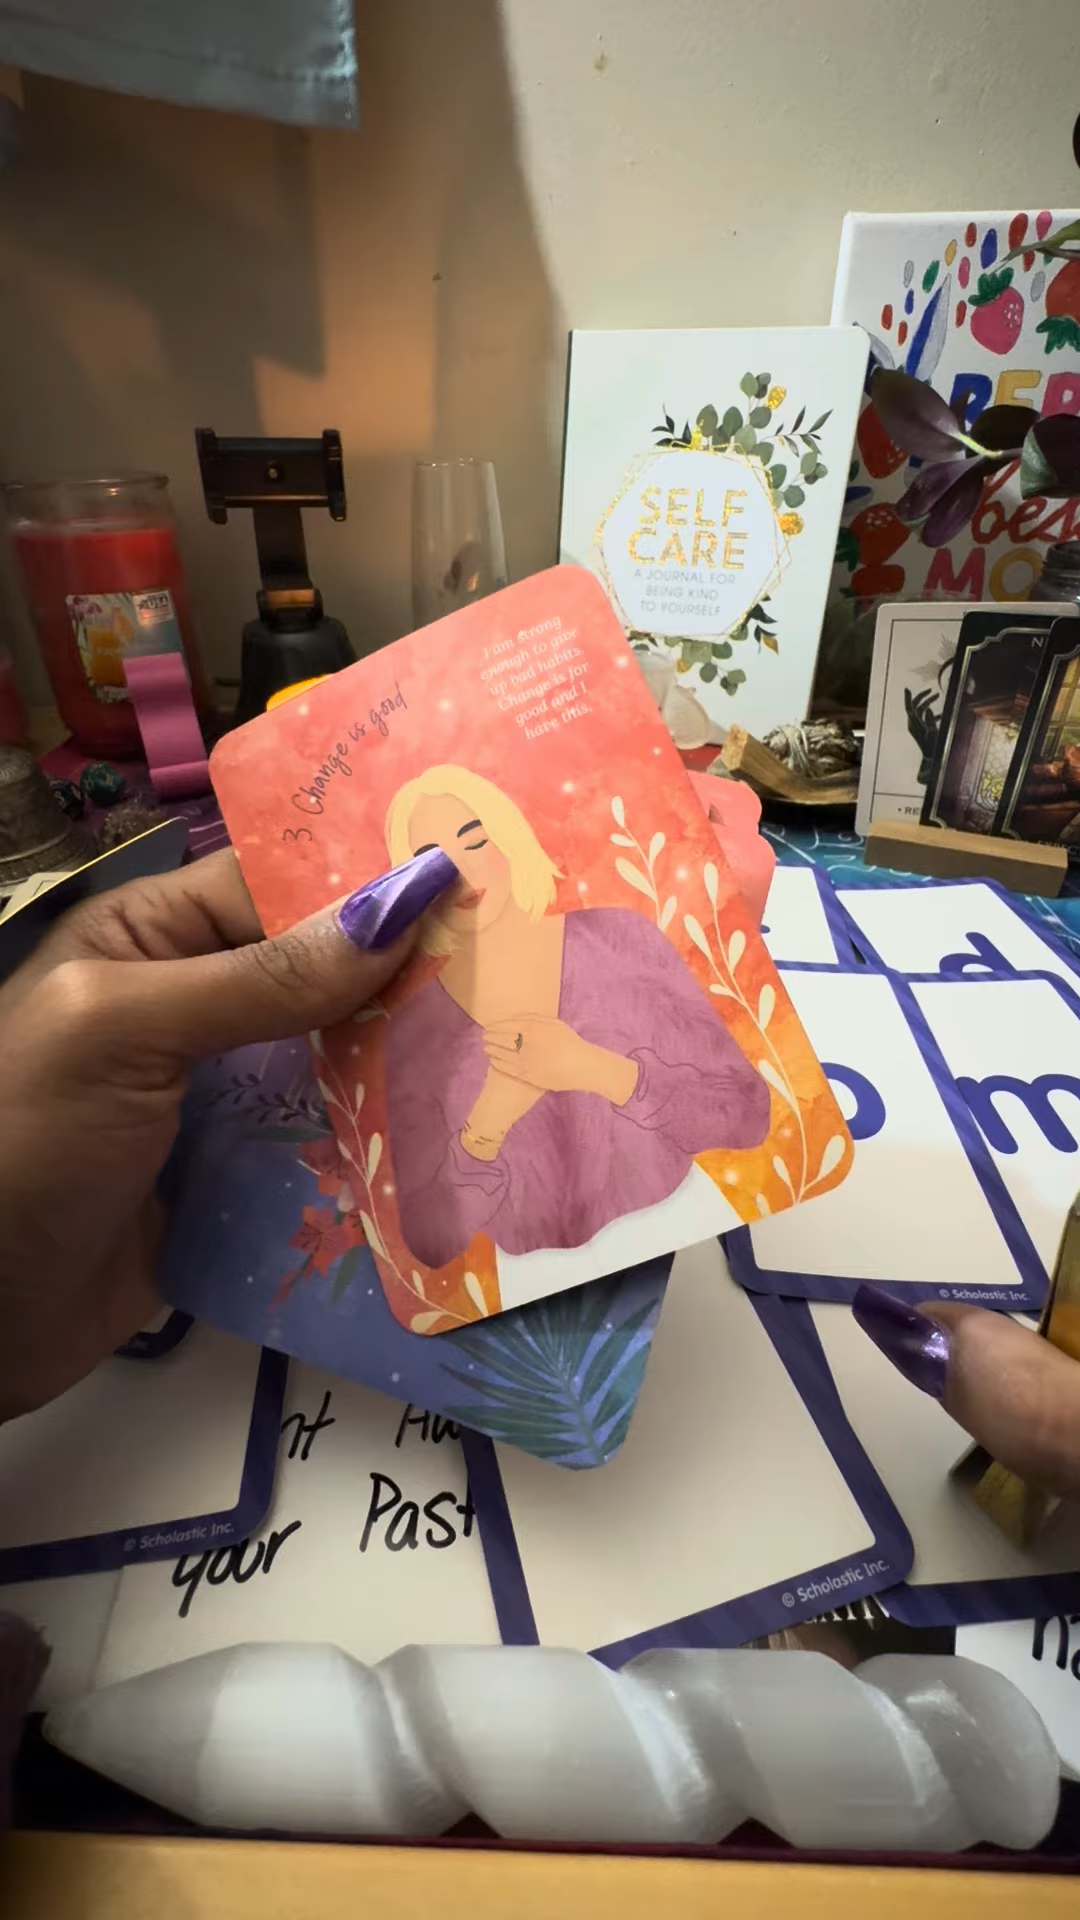 SELF
CARE
A JOURNAL FOR
BEING KIND
TO YOURSELF
bes
MO
I am strong
enough to give
up bad habits.
Change is for
good and I
have this.
3 Change is good
d
m
© Scholastic Inc.
Past
your
© Scholastic Inc.
© Scholastic Inc.